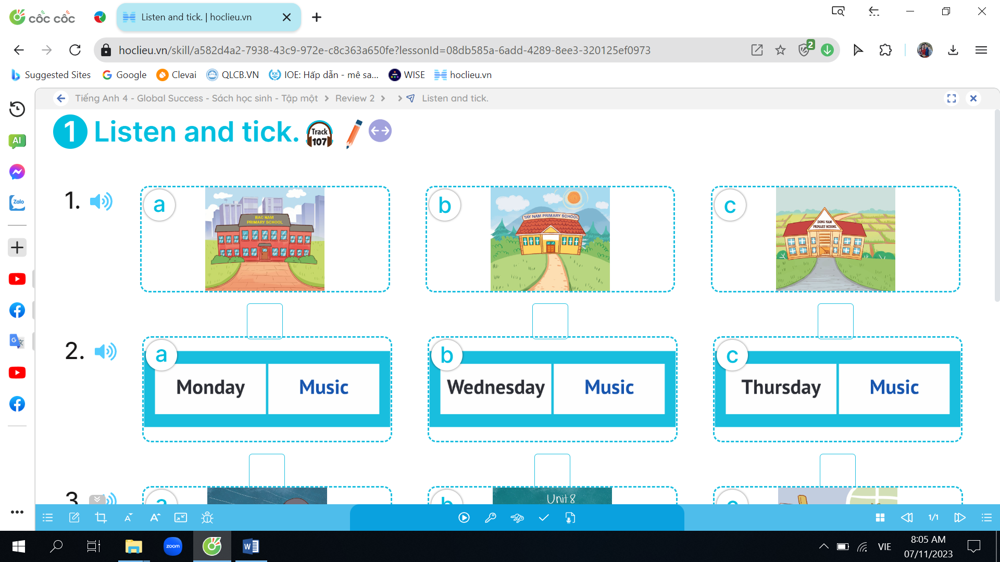 cốc cốc
Listen and tick. | hoclieu.vn
hoclieu.vn/skill/a582d4a2-7938-43c9-972e-c8c363a650fe?lessonId=08db585a-6add-4289-8ee3-320125ef0973
2
Suggested Sites Google Clevai QLCB.VN IOE: Hấp dẫn - mê sa... WISE hoclieu.vn
Tiếng Anh 4 - Global Success - Sách học sinh - Tập một > Review 2 > > Listen and tick.
AI
Zalo
1 Listen and tick. Track 107
1.
a
BAC NAM
PRIMARY SCHOOL
b
TAY NAM PRIMARY SCHOOL
c
DONG NAM
PRIMARY SCHOOL
2.
a
Monday Music
b
Wednesday Music
c
Thursday Music
3
a
b
Unit 8
c
1/1
zoom
VIE
8:05 AM
07/11/2023